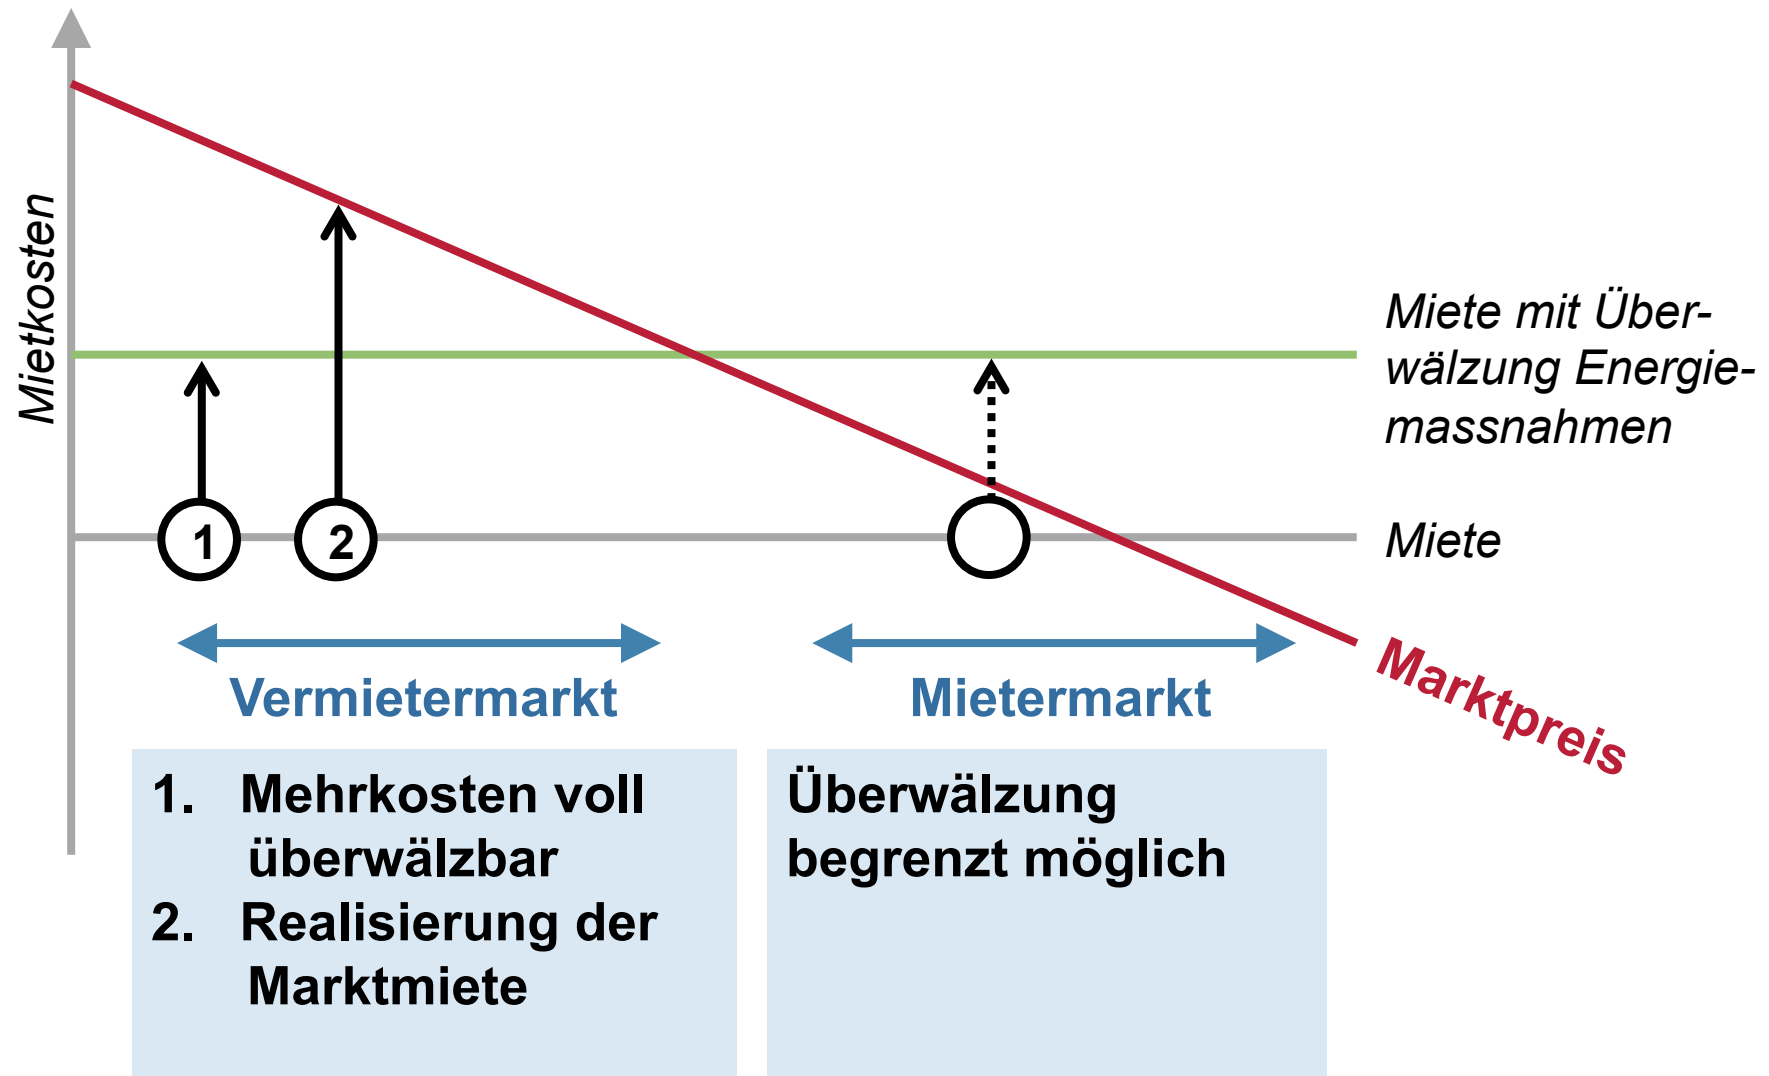 Mietkosten
Miete mit Über-
wälzung Energie-
massnahmen
1
2
Miete
Marktpreis
Vermietermarkt
Mietermarkt
1. Mehrkosten voll
überwälzbar
2. Realisierung der
Marktmiete
Überwälzung
begrenzt möglich